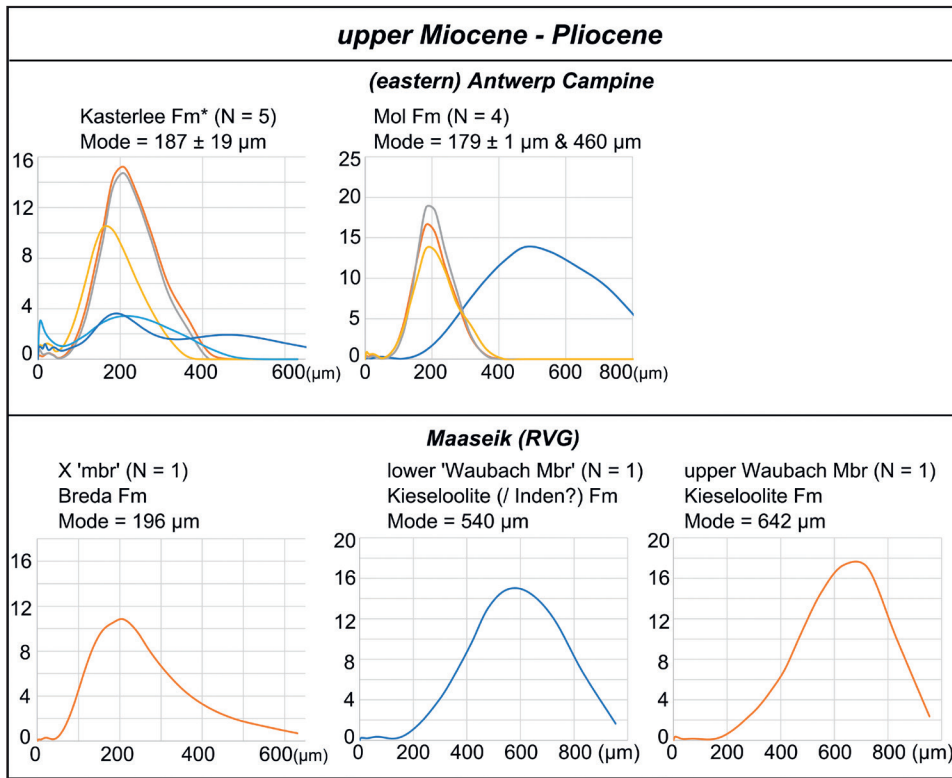 upper Miocene - Pliocene
(eastern) Antwerp Campine
Kasterlee Fm* (N = 5)
Mode = 187 ± 19 µm
16
12
8
4
0
0 200 400 600 (µm)
Mol Fm (N = 4)
Mode = 179 ± 1 µm & 460 µm
25
20
15
10
5
0
0 200 400 600 800 (µm)
Maaseik (RVG)
X 'mbr' (N = 1)
Breda Fm
Mode = 196 µm
16
12
8
4
0
0 200 400 600 (µm)
lower 'Waubach Mbr' (N = 1)
Kieseloolite (/ Inden?) Fm
Mode = 540 µm
20
16
12
8
4
0
0 200 400 600 800 (µm)
upper Waubach Mbr (N = 1)
Kieseloolite Fm
Mode = 642 µm
20
16
12
8
4
0
0 200 400 600 800 (µm)